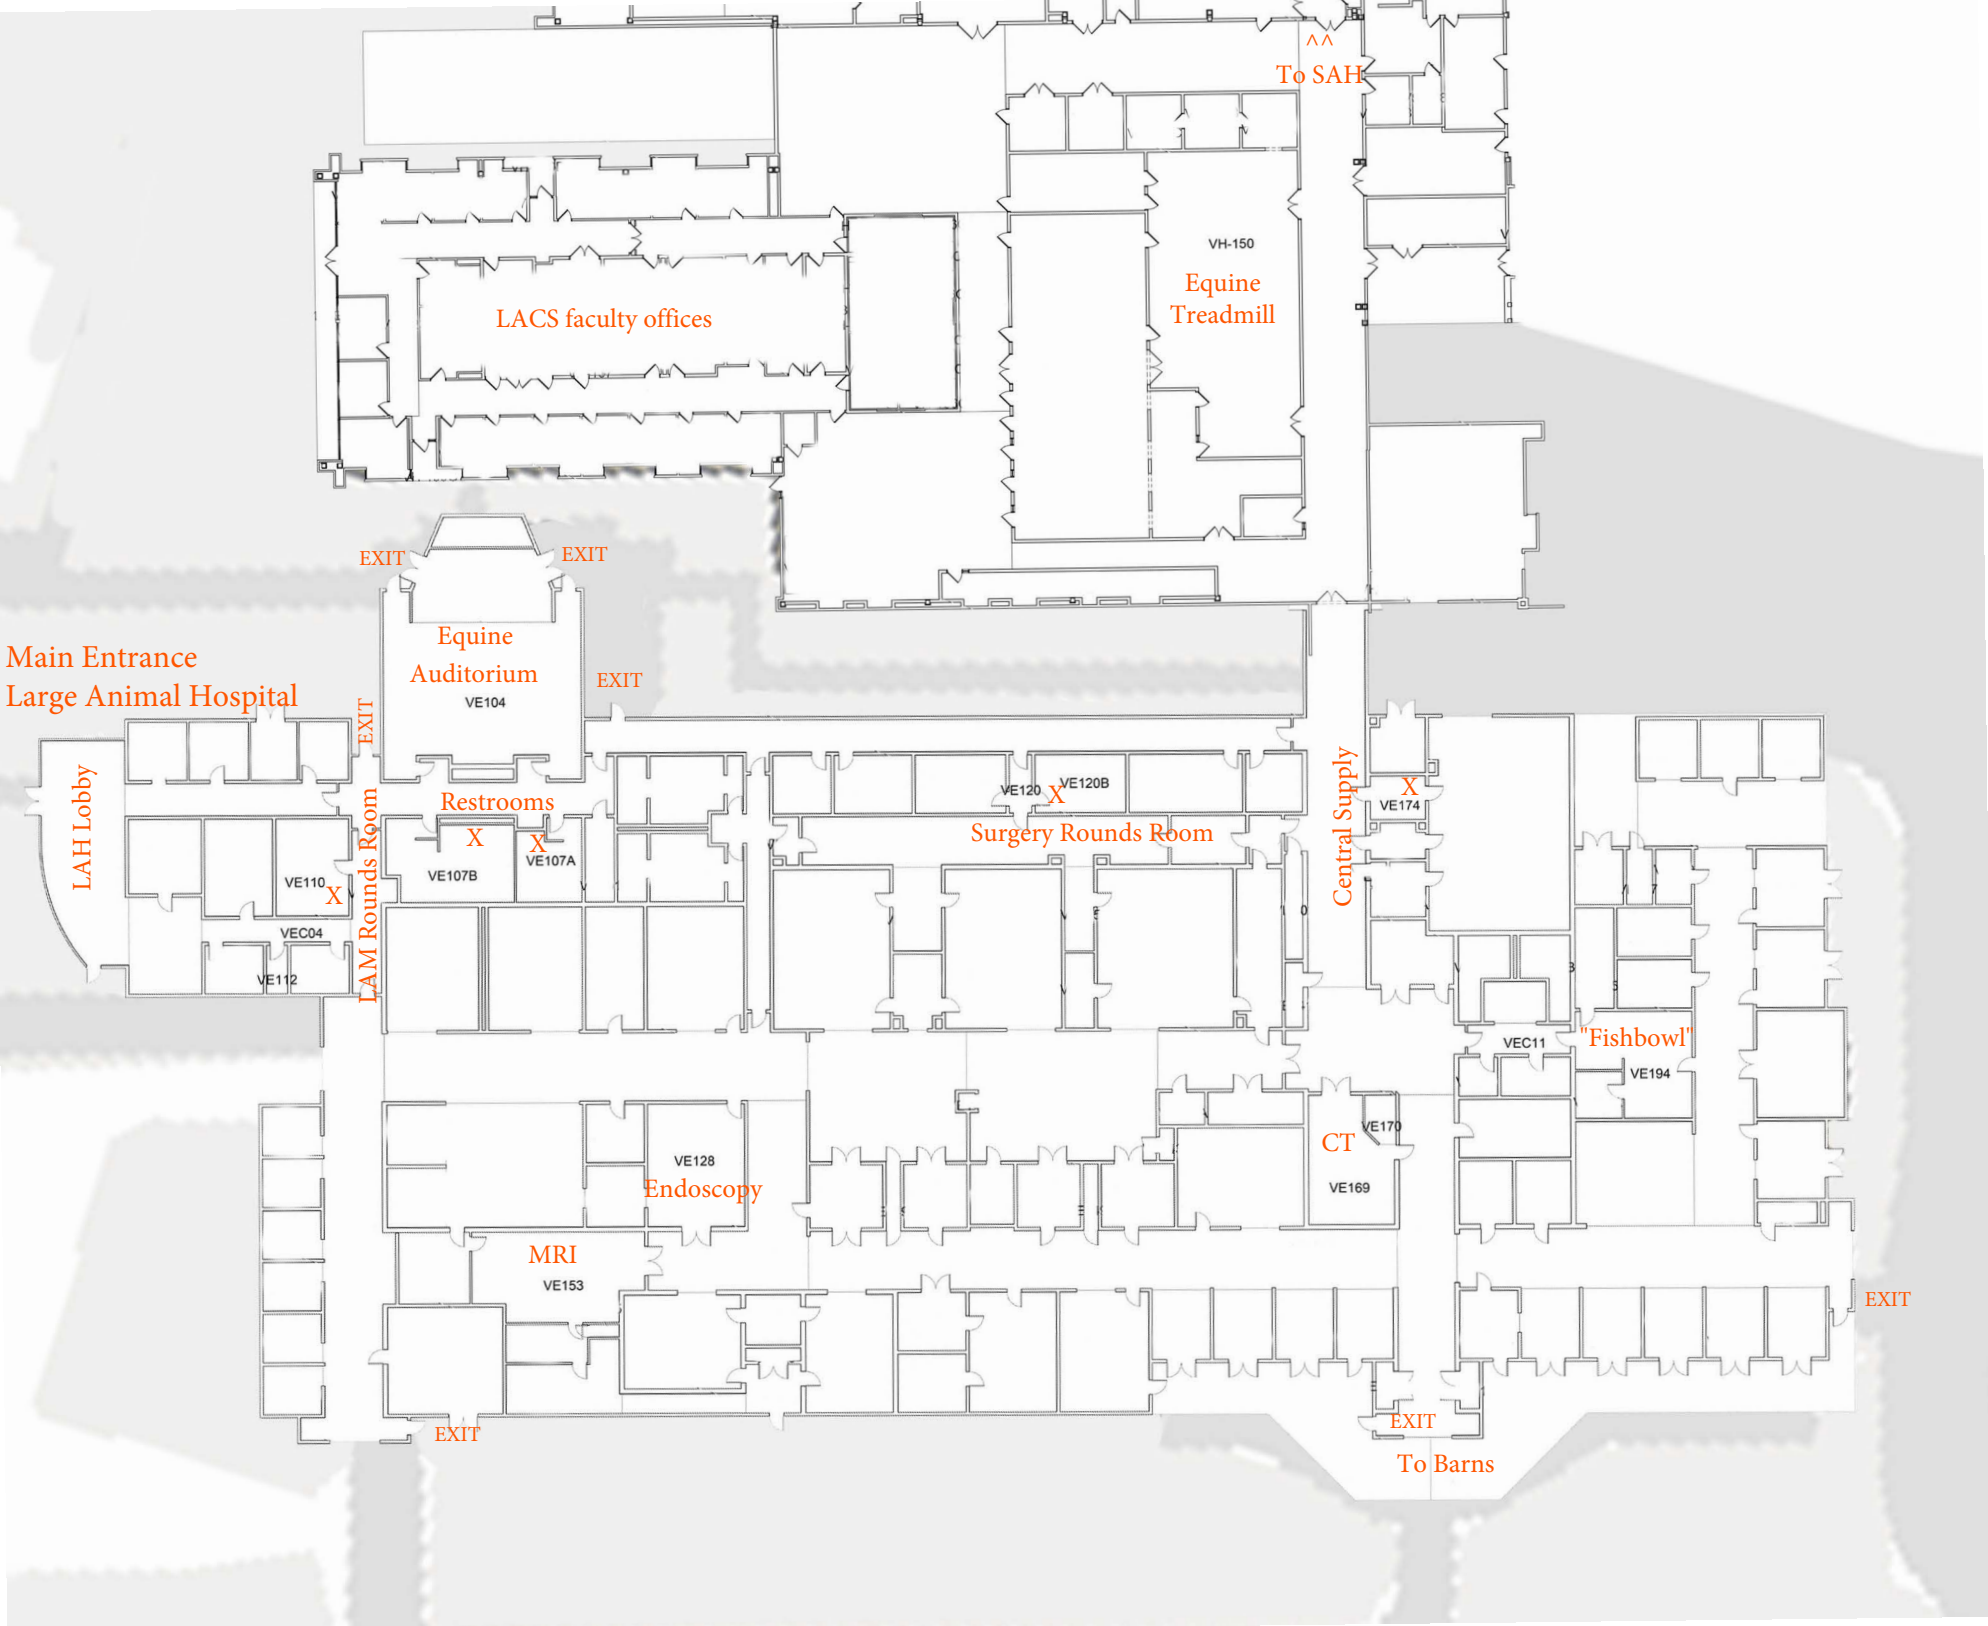 ^^
To SAH
VH-150
Equine
Treadmill
LACS faculty offices
EXIT
EXIT
Equine
Auditorium
VE104
EXIT
Main Entrance
Large Animal Hospital
EXIT
LAH Lobby
Restrooms
X
X
VE107A
VE107B
VE110
X
LAM Rounds Room
VEC04
VE112
VE120
X
VE120B
Surgery Rounds Room
Central Supply
X
VE174
VEC11
"Fishbowl"
VE194
VE128
Endoscopy
CT
VE170
VE169
MRI
VE153
EXIT
EXIT
EXIT
To Barns